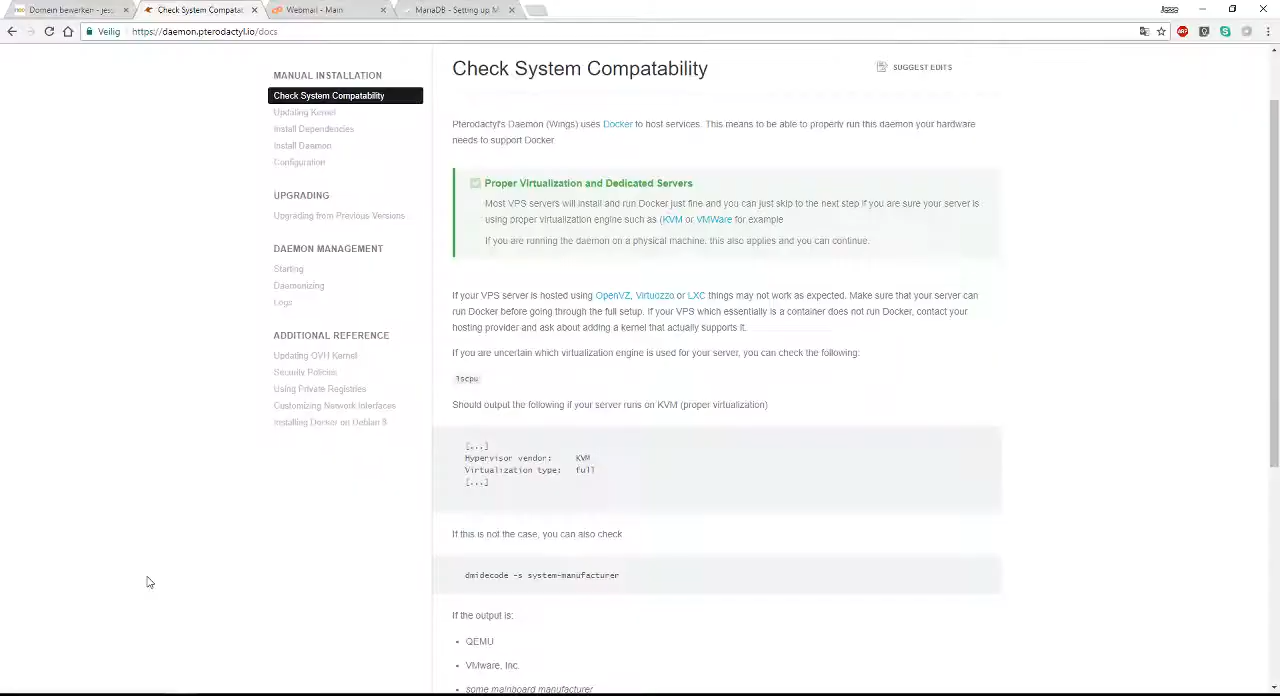 Domein bewerken - jess
Check System Compatab
Webmail - Main
MariaDB - Setting up M
Jesse
Veilig
https://daemon.pterodactyl.io/docs
MANUAL INSTALLATION
Check System Compatability
Updating Kernel
Install Dependencies
Install Daemon
Configuration
UPGRADING
Upgrading from Previous Versions
DAEMON MANAGEMENT
Starting
Daemonizing
Logs
ADDITIONAL REFERENCE
Updating OVH Kernel
Security Policies
Using Private Registries
Customizing Network Interfaces
Installing Docker on Debian 8
Check System Compatability
SUGGEST EDITS
Pterodactyl's Daemon (Wings) uses Docker to host services. This means to be able to properly run this daemon your hardware
needs to support Docker
Proper Virtualization and Dedicated Servers
Most VPS servers will install and run Docker just fine and you can just skip to the next step if you are sure your server is
using proper virtualization engine such as (KVM or VMWare for example
If you are running the daemon on a physical machine, this also applies and you can continue.
If your VPS server is hosted using OpenVZ, Virtuozzo or LXC things may not work as expected. Make sure that your server can
run Docker before going through the full setup. If your VPS which essentially is a container does not run Docker, contact your
hosting provider and ask about adding a kernel that actually supports it.
If you are uncertain which virtualization engine is used for your server, you can check the following:
lscpu
Should output the following if your server runs on KVM (proper virtualization)
[...]
Hypervisor vendor: KVM
Virtualization type: full
[...]
If this is not the case, you can also check
dmidecode -s system-manufacturer
If the output is:
• QEMU
• VMware, Inc.
• some mainboard manufacturer